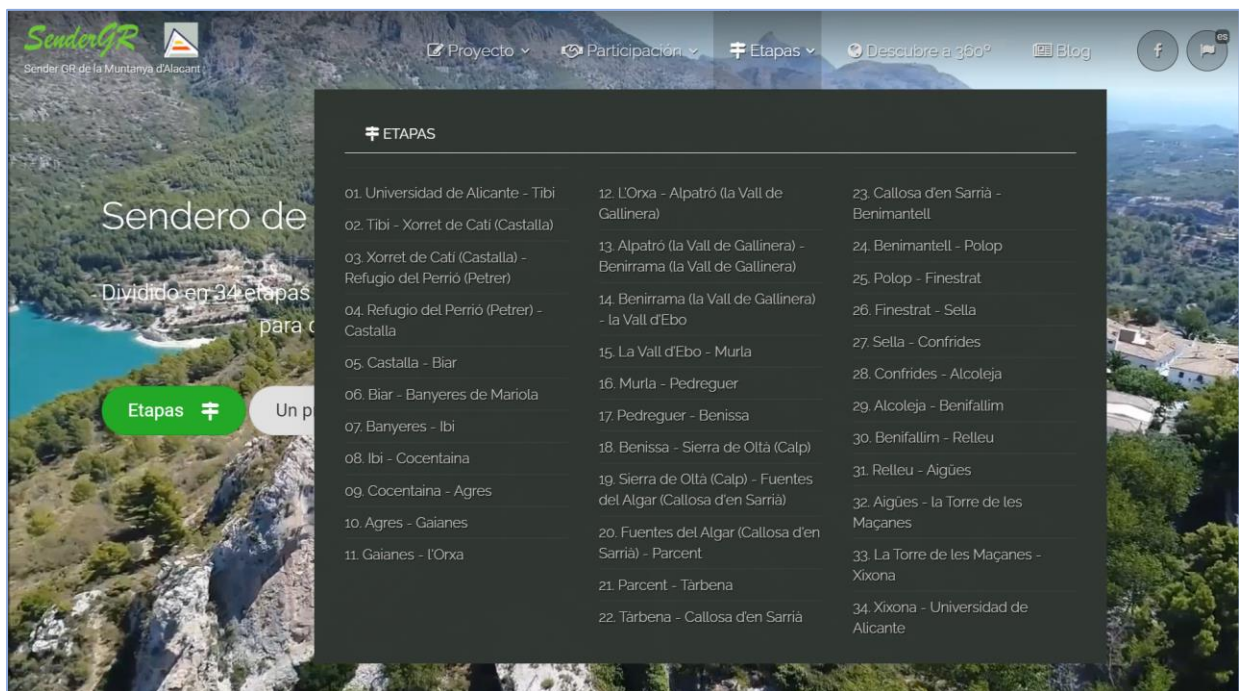 SenderGR
Sender GR de la Muntanya d'Alacant
Proyecto
Participación
Etapas
Descubre a 360º
Blog
f
es
ETAPAS
01. Universidad de Alicante - Tibi
02. Tibi - Xorret de Catí (Castalla)
03. Xorret de Catí (Castalla) -
Refugio del Perrió (Petrer)
04. Refugio del Perrió (Petrer) -
Castalla
05. Castalla - Biar
06. Biar - Banyeres de Mariola
07. Banyeres - Ibi
08. Ibi - Cocentaina
09. Cocentaina - Agres
10. Agres - Gaianes
11. Gaianes - l'Orxa
12. L'Orxa - Alpatró (la Vall de
Gallinera)
13. Alpatró (la Vall de Gallinera) -
Benirrama (la Vall de Gallinera)
14. Benirrama (la Vall de Gallinera)
- la Vall d'Ebo
15. La Vall d'Ebo - Murla
16. Murla - Pedreguer
17. Pedreguer - Benissa
18. Benissa - Sierra de Oltà (Calp)
19. Sierra de Oltà (Calp) - Fuentes
del Algar (Callosa d'en Sarrià)
20. Fuentes del Algar (Callosa d'en
Sarrià) - Parcent
21. Parcent - Tàrbena
22. Tàrbena - Callosa d'en Sarrià
23. Callosa d'en Sarrià -
Benimantell
24. Benimantell - Polop
25. Polop - Finestrat
26. Finestrat - Sella
27. Sella - Confrides
28. Confrides - Alcoleja
29. Alcoleja - Benifallim
30. Benifallim - Relleu
31. Relleu - Aigües
32. Aigües - la Torre de les
Maçanes
33. La Torre de les Maçanes -
Xixona
34. Xixona - Universidad de
Alicante
Sendero de
Dividido en 34 etapas
para
Etapas
Un